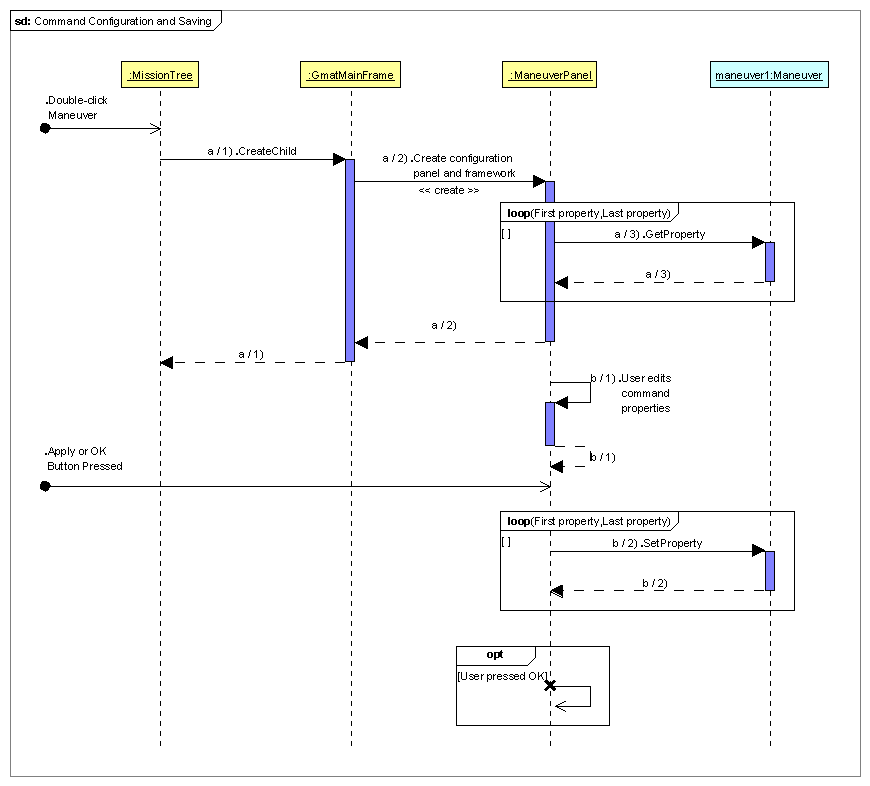 sd: Command Configuration and Saving
:MissionTree
:GmatMainFrame
:ManeuverPanel
maneuver1:Maneuver
.Double-click
Maneuver
a / 1) .CreateChild
a / 2) .Create configuration
panel and framework
<< create >>
loop(First property,Last property)
[ ]
a / 3) .GetProperty
a / 3)
a / 2)
a / 1)
b / 1) .User edits
command
properties
.Apply or OK
Button Pressed
b / 1)
loop(First property,Last property)
[ ]
b / 2) .SetProperty
b / 2)
opt
[User pressed OK]